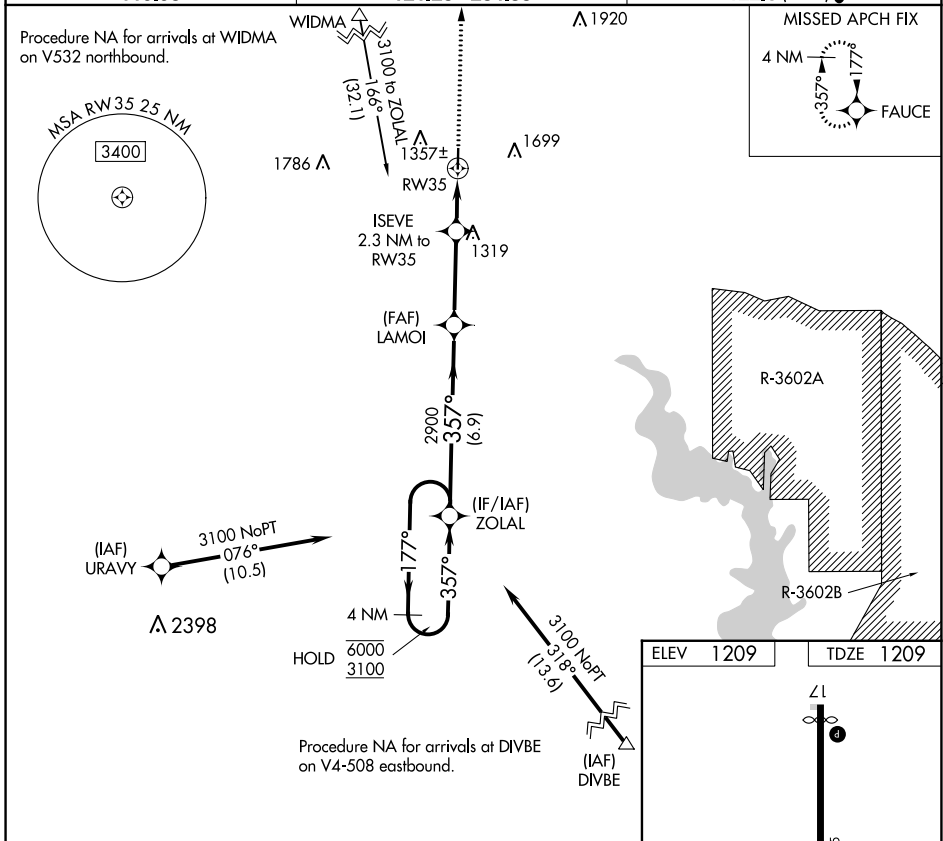 WIDMA
1920
Procedure NA for arrivals at WIDMA
on V532 northbound.
3100 to ZOLAL
166°
(32.1)
MISSED APCH FIX
4 NM
357°
177°
FAUCE
MSA RW35 25 NM
3400
1786
1357±
1699
RW35
ISEVE
2.3 NM to
RW35
1319
(FAF)
LAMOI
R-3602A
2900
357°
(6.9)
(IF/IAF)
ZOLAL
3100 NoPT
076°
(10.5)
(IAF)
URAVY
177°
357°
2398
4 NM
HOLD
6000
3100
R-3602B
3100 NoPT
318°
(13.6)
(IAF)
DIVBE
Procedure NA for arrivals at DIVBE
on V4-508 eastbound.
ELEV 1209
TDZE 1209
17
P